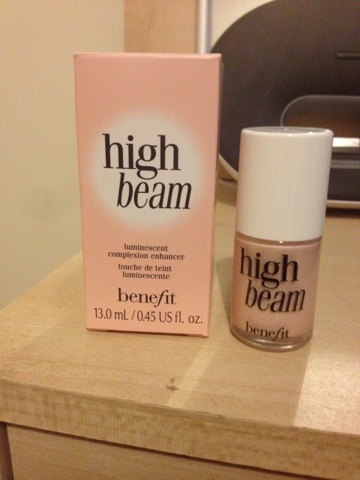 high
beam
luminescent
complexion enhancer
touche de teint
luminescente
benefit
13.0 mL / 0.45 US fl. oz.
high
beam
benefit